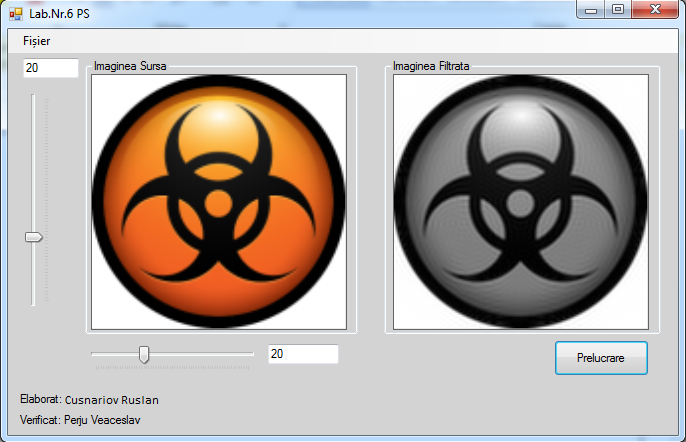 Lab.Nr.6 PS
Fișier
20
Imaginea Sursa
Imaginea Filtrata
20
Prelucrare
Elaborat: Cusnariov Ruslan
Verificat: Perju Veaceslav